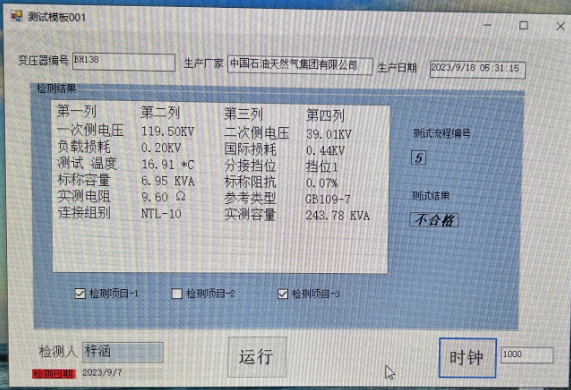 测试模板001
变压器编号 BH138 生产厂家 中国石油天然气集团有限公司 生产日期 2023/9/18 05:31:15
检测结果
第一列 第二列 第三列 第四列
一次侧电压 119.50KV 二次侧电压 39.01KV
负载损耗 0.20KV 国际损耗 0.44KV
测试 温度 16.91 *C 分接挡位 挡位1
标称容量 6.95 KVA 标称阻抗 0.07%
实测电阻 9.60 Ω 参考类型 GB109-7
连接组别 NTL-10 实测容量 243.78 KVA
测试流程编号
5
测试结果
不合格
检测项目-1 检测项目-2 检测项目-3
检测人 梓涵 运行 时钟 1000
检测日期 2023/9/7